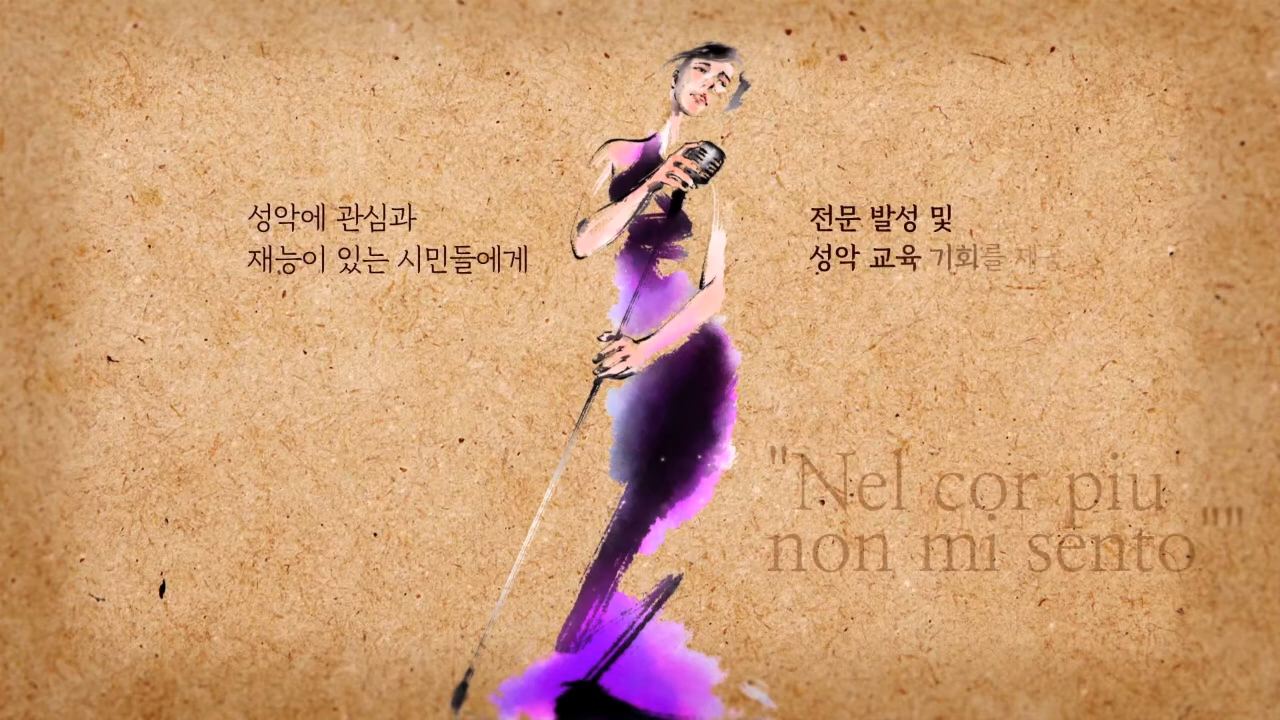 성악에 관심과
재능이 있는 시민들에게
전문 발성 및
성악 교육 기회를
"Nel cor piu
non mi sento
""